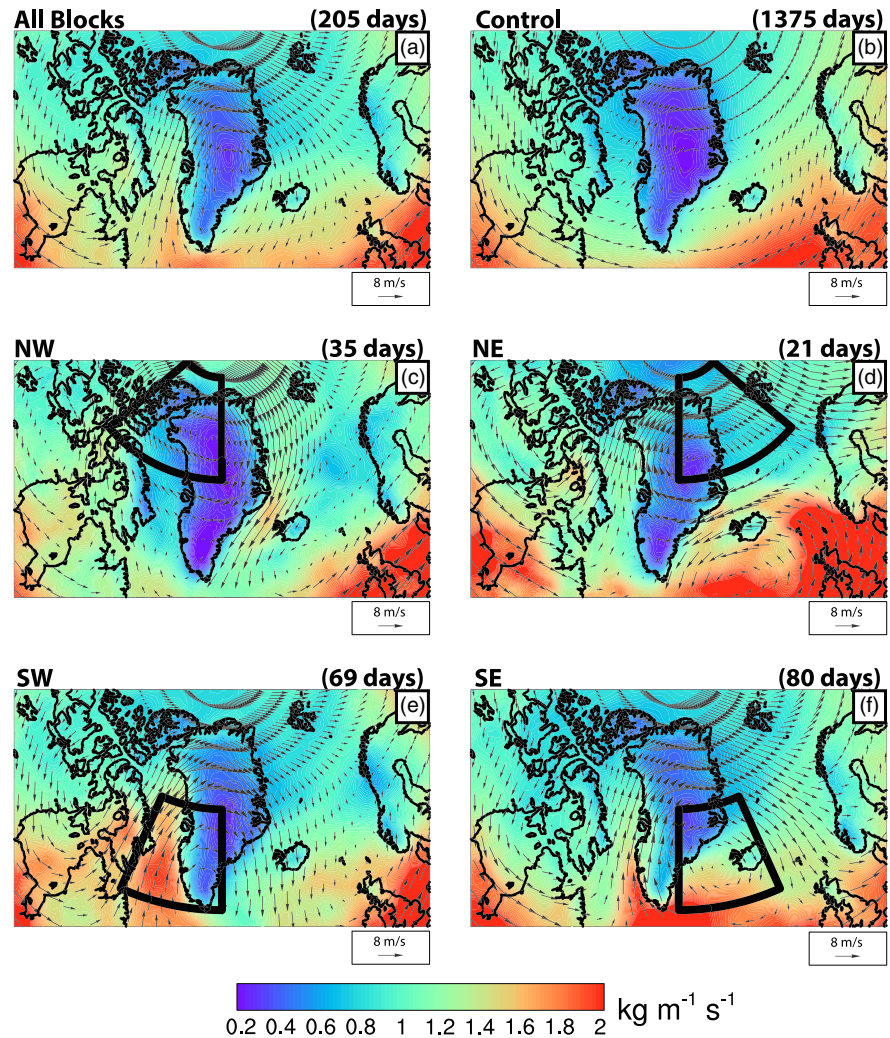 All Blocks (205 days)
(a)
Control (1375 days)
(b)
8 m/s
8 m/s
NW (35 days)
(c)
NE (21 days)
(d)
8 m/s
8 m/s
SW (69 days)
(e)
SE (80 days)
(f)
8 m/s
8 m/s
0.2 0.4 0.6 0.8 1 1.2 1.4 1.6 1.8 2
kg m⁻¹ s⁻¹